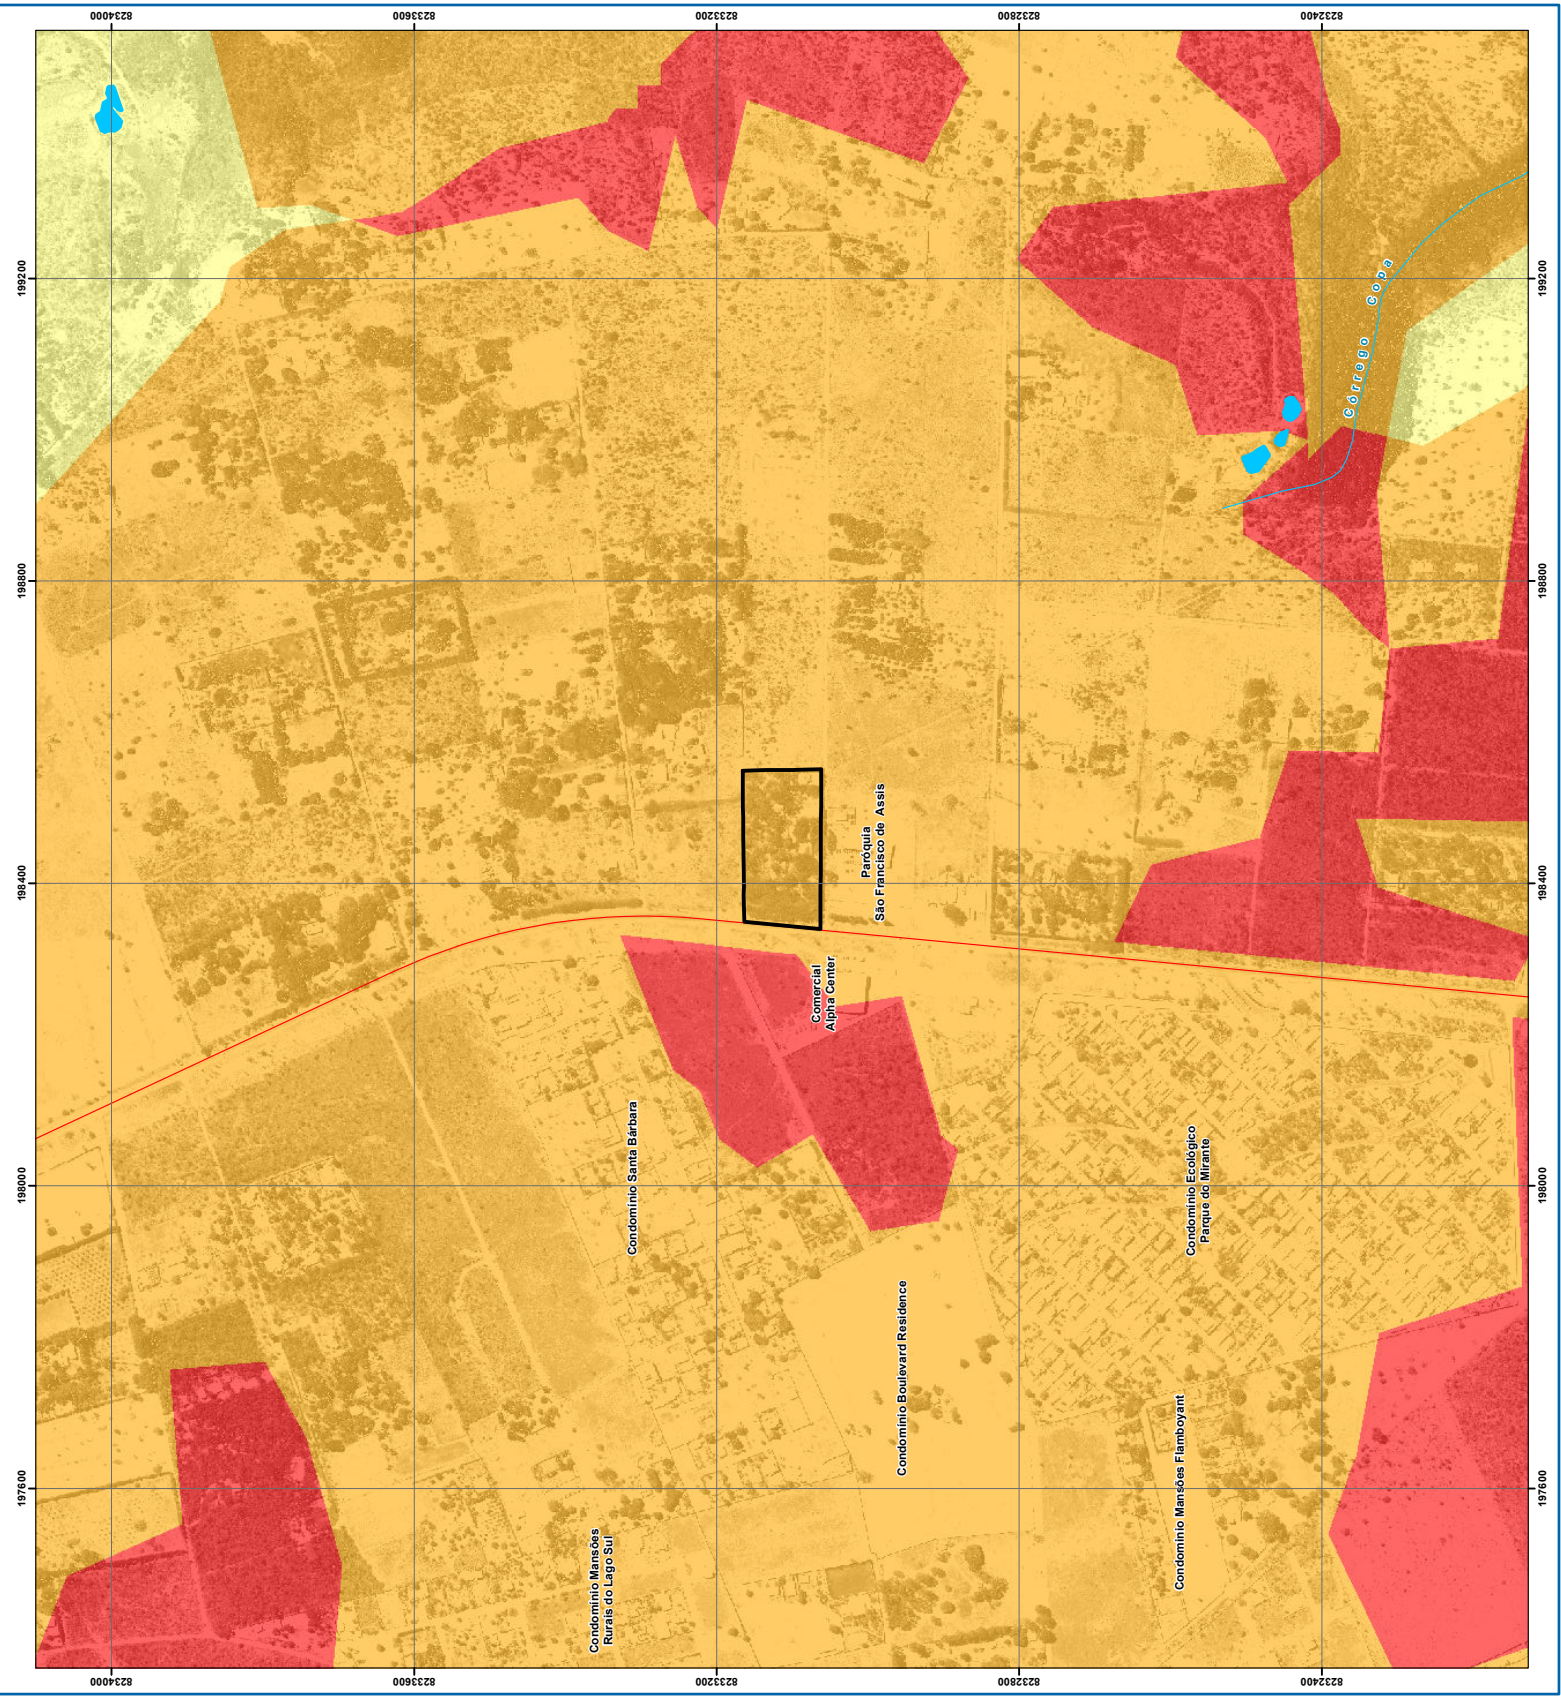 8234000
8233600
8233200
8232800
8232400
199200
199200
Córrego Copa
198800
198800
Paróquia
São Francisco de Assis
198400
198400
Comercial
Alpha Center
Condomínio Santa Bárbara
Condomínio Ecológico
Parque do Mirante
198000
198000
Condomínio Boulevard Residence
Condomínio Mansões Flamboyant
197600
197600
Condomínio Mansões
Rurais do Lago Sul
8234000
8233600
8233200
8232800
8232400